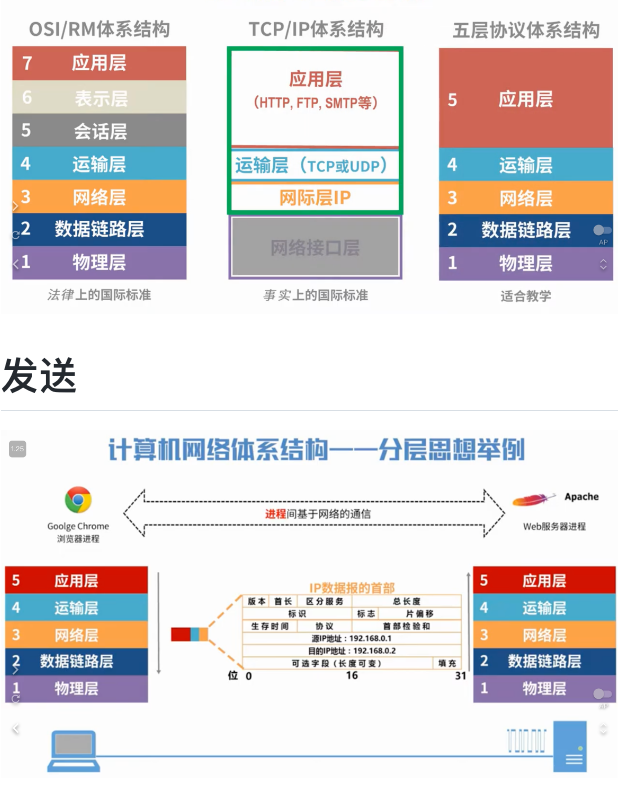 OSI/RM体系结构
TCP/IP体系结构
五层协议体系结构
7 应用层
6 表示层
5 会话层
4 运输层
3 网络层
2 数据链路层
1 物理层
法律上的国际标准
应用层
(HTTP, FTP, SMTP等)
运输层（TCP或UDP）
网际层IP
网络接口层
事实上的国际标准
5 应用层
4 运输层
3 网络层
2 数据链路层
1 物理层
适合教学
AP
发送
计算机网络体系结构——分层思想举例
Goolge Chrome
浏览器进程
进程间基于网络的通信
Apache
Web服务器进程
5 应用层
4 运输层
3 网络层
2 数据链路层
1 物理层
IP数据报的首部
版本 首长 区分服务 总长度
标识 标志 片偏移
生存时间 协议 首部检验和
源IP地址：192.168.0.1
目的IP地址：192.168.0.2
可选字段（长度可变） 填充
位 0 16 31
5 应用层
4 运输层
3 网络层
2 数据链路层
1 物理层